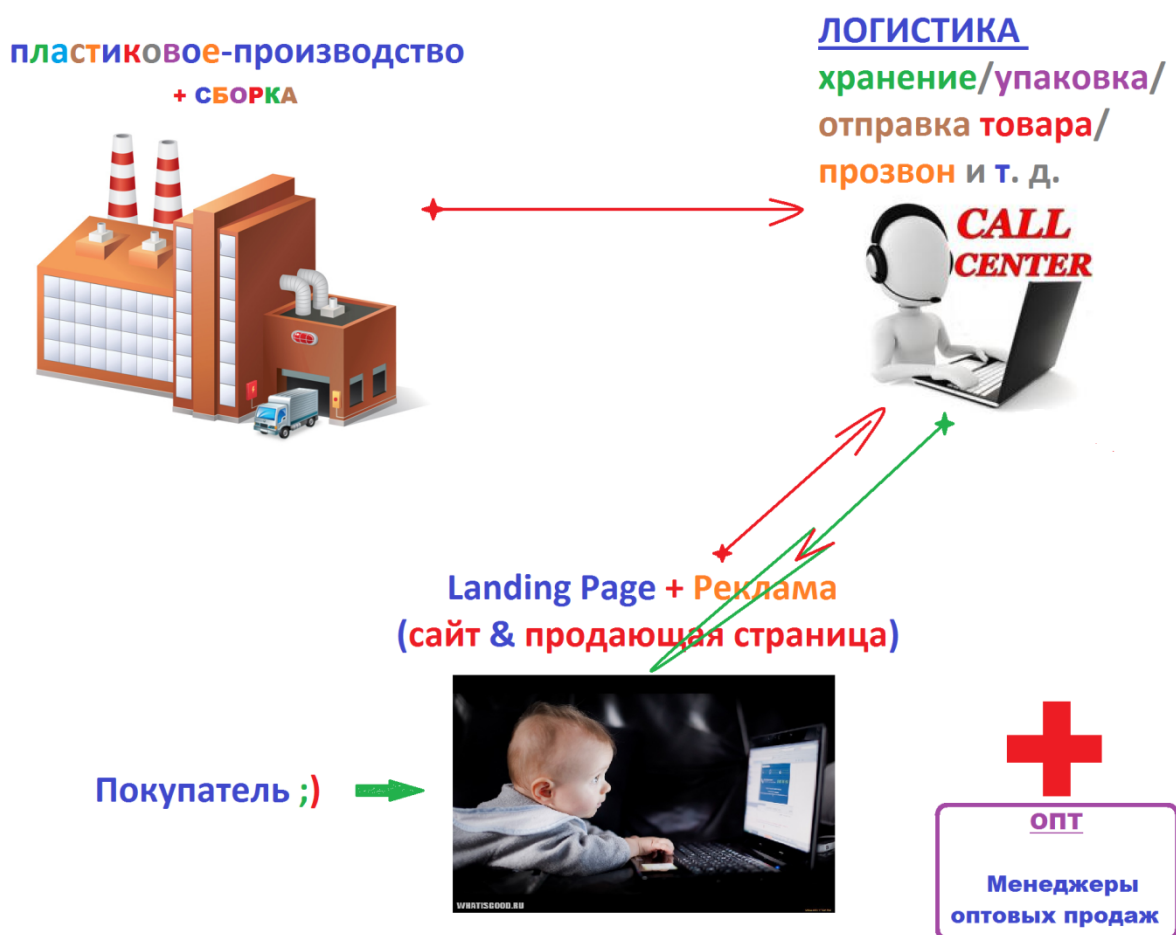 пластиковое-производство
+ СБОРКА
ЛОГИСТИКА
хранение/упаковка/
отправка товара/
прозвон и т. д.
CALL
CENTER
Landing Page + Реклама
(сайт & продающая страница)
Покупатель ;)
WHATISGOOD.RU
ОПТ
Менеджеры
оптовых продаж